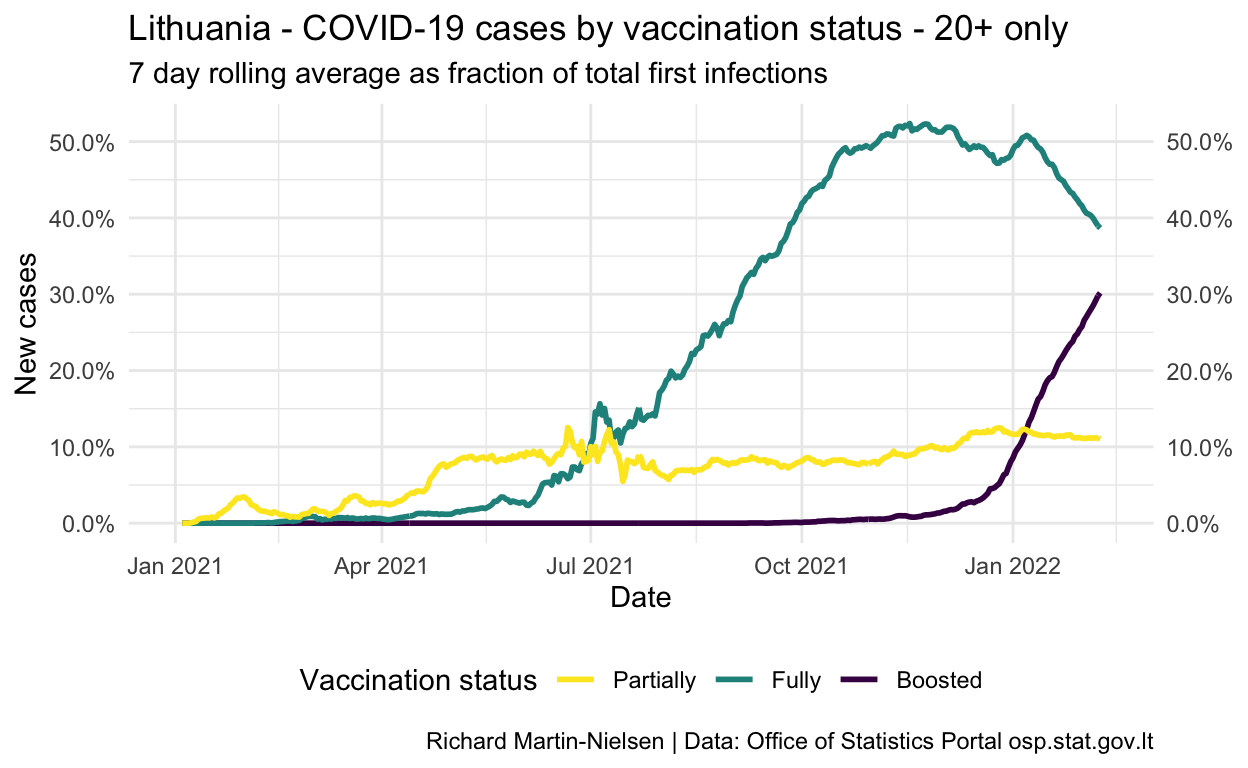 Lithuania - COVID-19 cases by vaccination status - 20+ only
7 day rolling average as fraction of total first infections
50.0% 50.0%
40.0% 40.0%
30.0% 30.0%
20.0% 20.0%
10.0% 10.0%
0.0% 0.0%
New cases
Jan 2021 Apr 2021 Jul 2021 Oct 2021 Jan 2022
Date
Vaccination status Partially Fully Boosted
Richard Martin-Nielsen | Data: Office of Statistics Portal osp.stat.gov.lt